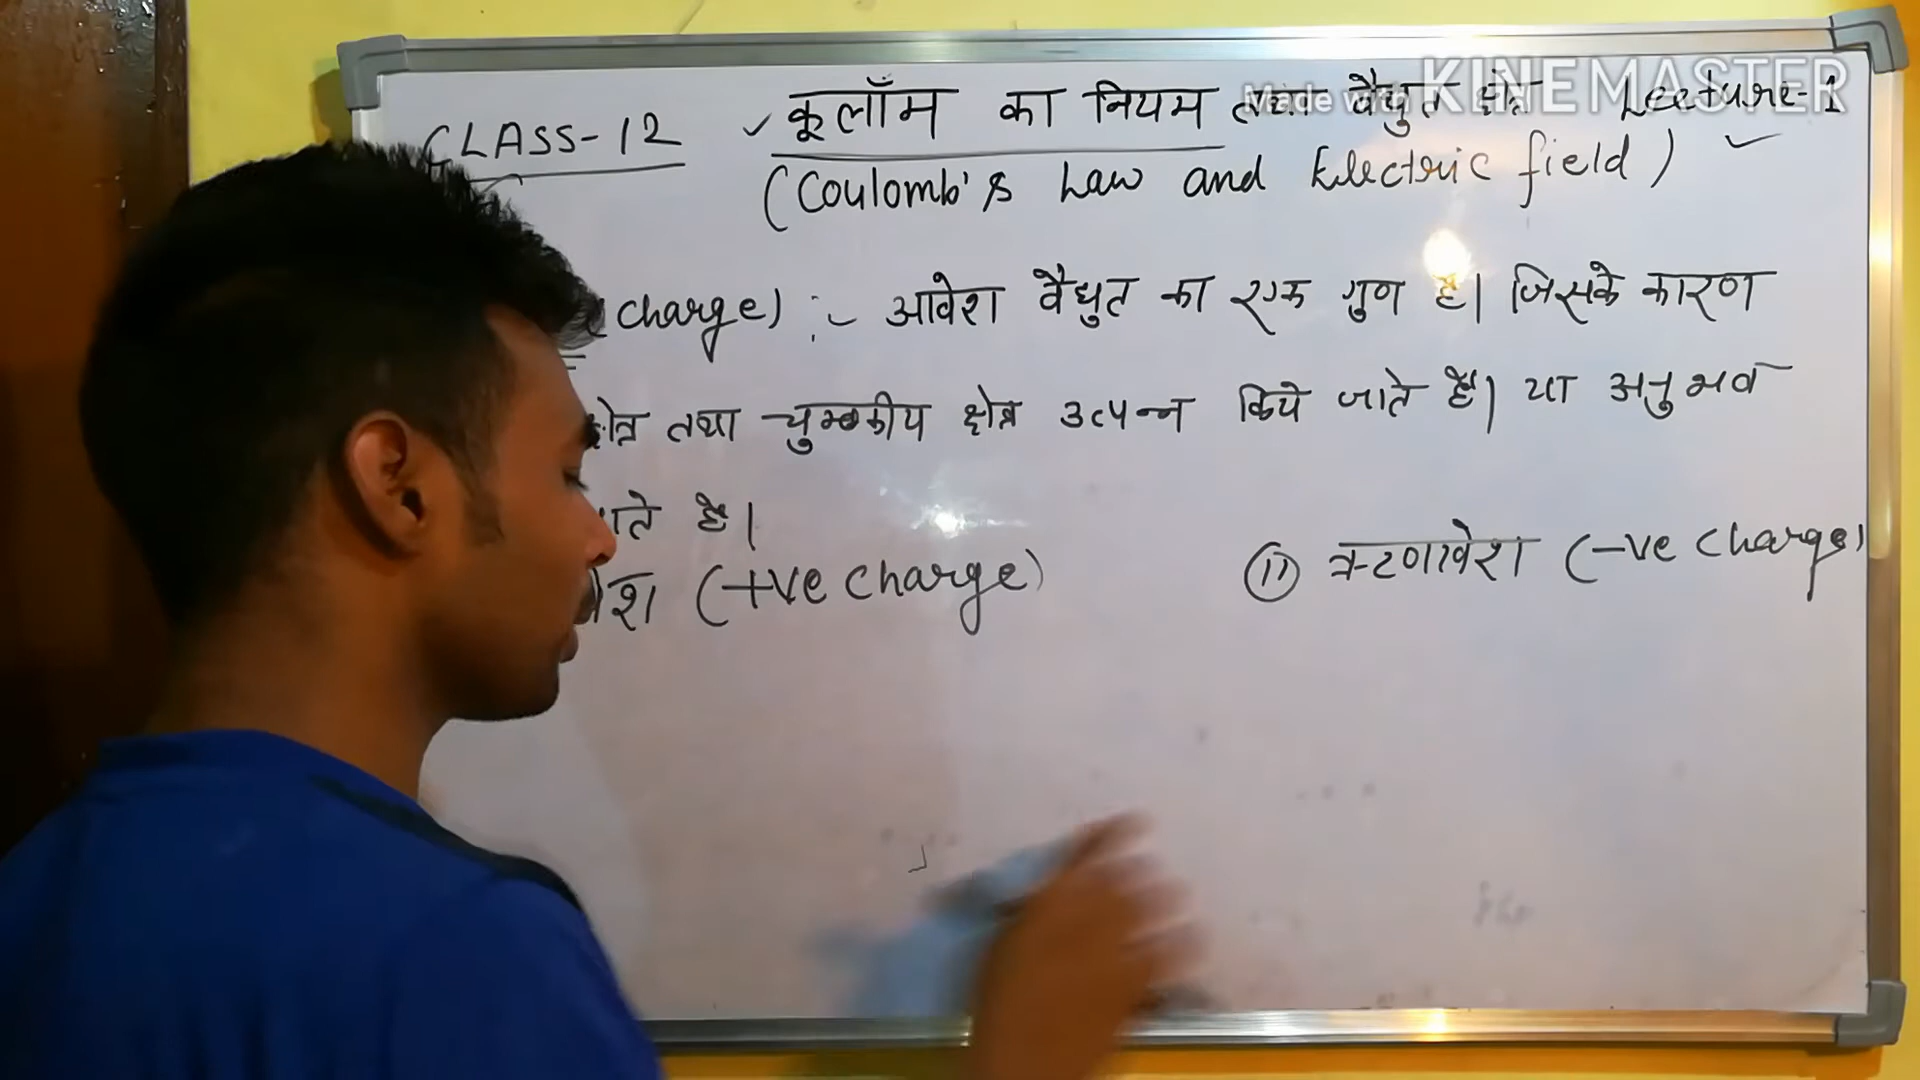 Made with KINEMASTER
CLASS-12 ✓ कूलॉम का नियम तथा वैद्युत क्षेत्र Lecture-1
(Coulomb's Law and Electric field) ✓
charge) :- आवेश वैद्युत का एक गुण है। जिसके कारण
क्षेत्र तथा चुम्बकीय क्षेत्र उत्पन्न किये जाते है। या अनुभव
है।
(+ve charge) (ii) ऋणावेश (-ve charge)